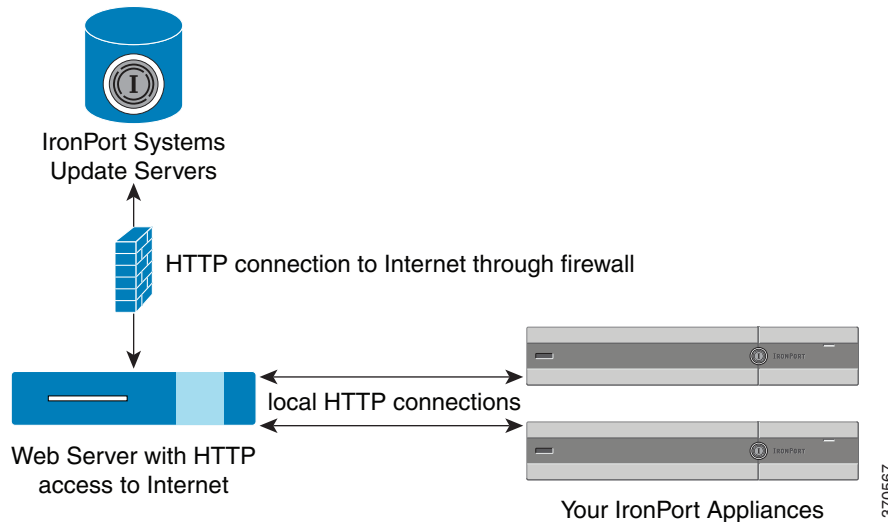 IronPort Systems
Update Servers
HTTP connection to Internet through firewall
IRONPORT
local HTTP connections
IRONPORT
Web Server with HTTP
access to Internet
Your IronPort Appliances
370567